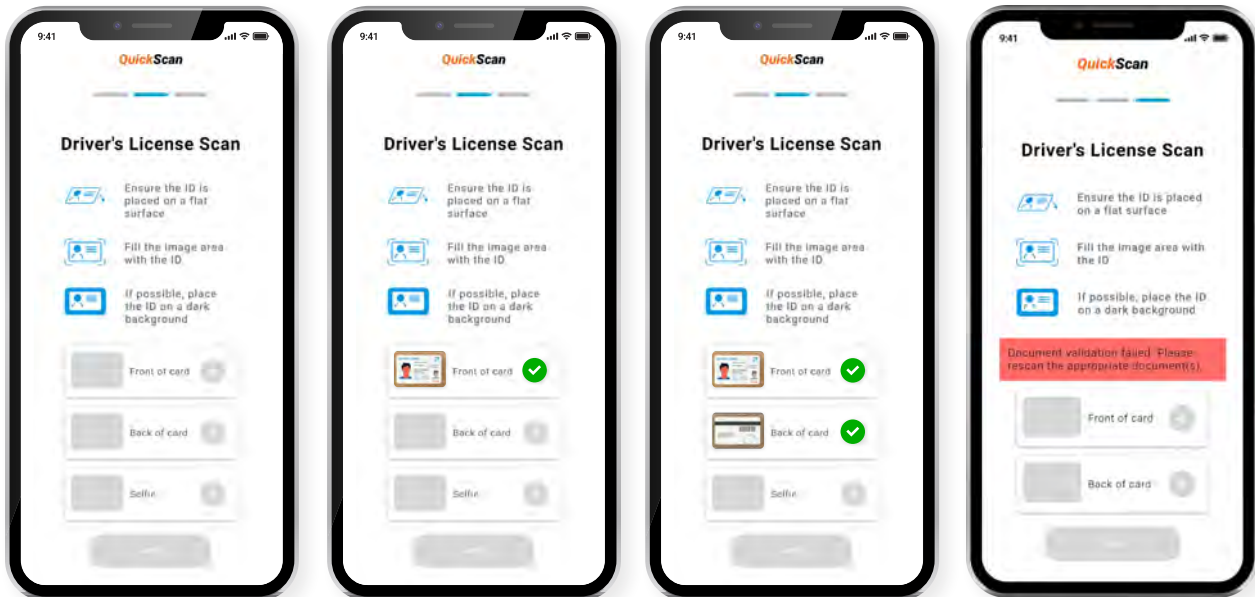 9:41
QuickScan
Driver's License Scan
Ensure the ID is
placed on a flat
surface
Fill the image area
with the ID
If possible, place
the ID on a dark
background
Front of card
Back of card
Selfie
9:41
QuickScan
Driver's License Scan
Ensure the ID is
placed on a flat
surface
Fill the image area
with the ID
If possible, place
the ID on a dark
background
Front of card
Back of card
Selfie
9:41
QuickScan
Driver's License Scan
Ensure the ID is
placed on a flat
surface
Fill the image area
with the ID
If possible, place
the ID on a dark
background
Front of card
Back of card
Selfie
9:41
QuickScan
Driver's License Scan
Ensure the ID is placed
on a flat surface
Fill the image area with
the ID
If possible, place the ID
on a dark background
Document validation failed. Please
rescan the appropriate document(s).
Front of card
Back of card